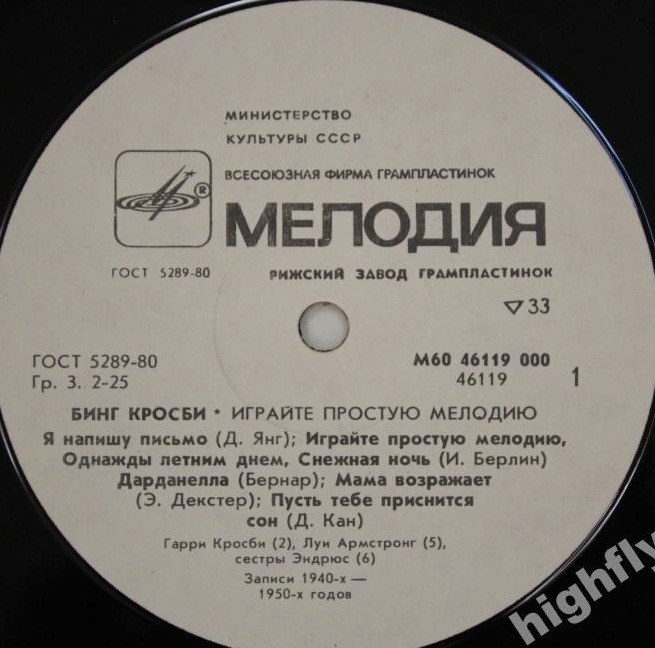 МИНИСТЕРСТВО
КУЛЬТУРЫ СССР
ВСЕСОЮЗНАЯ ФИРМА ГРАМПЛАСТИНОК
®
МЕЛОДИЯ
ГОСТ 5289-80
РИЖСКИЙ ЗАВОД ГРАМПЛАСТИНОК
▽33
ГОСТ 5289-80
М60 46119 000
Гр. 3. 2-25
46119
1
БИНГ КРОСБИ * ИГРАЙТЕ ПРОСТУЮ МЕЛОДИЮ
Я напишу письмо (Д. Янг); Играйте простую мелодию,
Однажды летним днем, Снежная ночь (И. Берлин)
Дарданелла (Бернар); Мама возражает
(Э. Декстер); Пусть тебе приснится
сон (Д. Кан)
Гарри Кросби (2), Луи Армстронг (5),
сестры Эндрюс (6)
Записи 1940-х —
1950-х годов
highfly